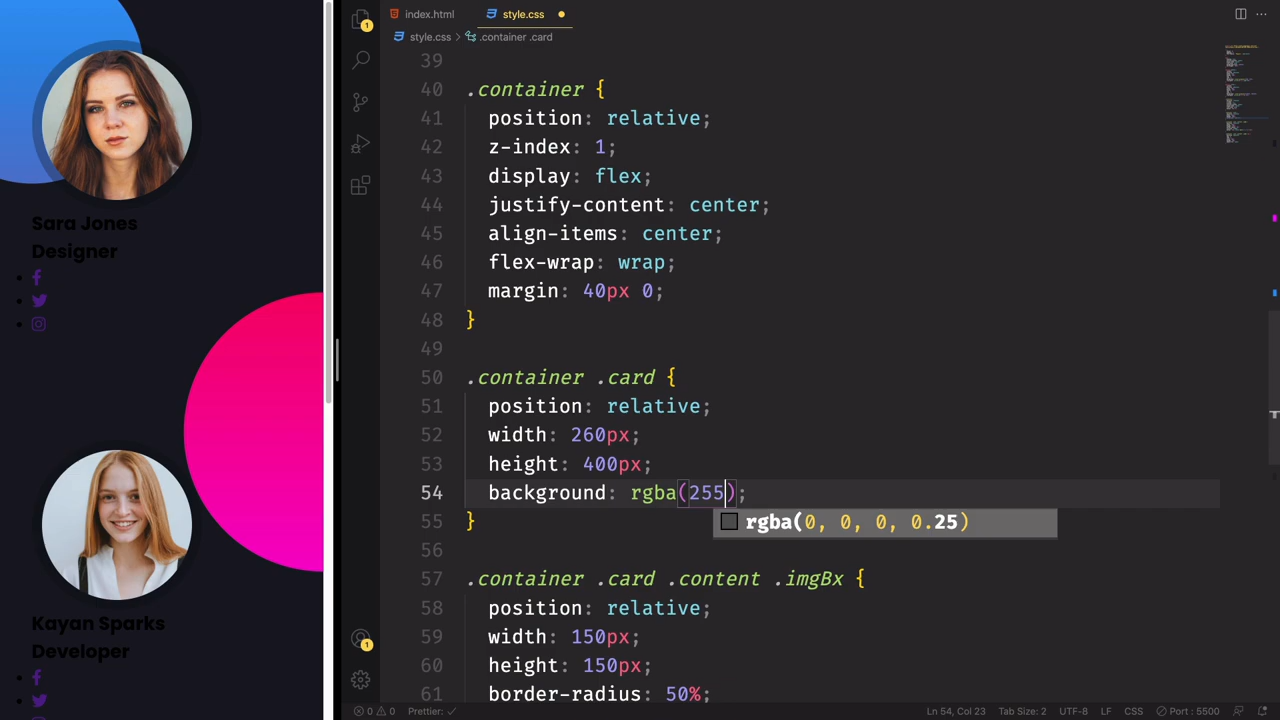 Sara Jones
Designer
Kayan Sparks
Developer
1
1
index.html
style.css
style.css > .container .card
39
40 .container {
41 position: relative;
42 z-index: 1;
43 display: flex;
44 justify-content: center;
45 align-items: center;
46 flex-wrap: wrap;
47 margin: 40px 0;
48 }
49
50 .container .card {
51 position: relative;
52 width: 260px;
53 height: 400px;
54 background: rgba(255);
rgba(0, 0, 0, 0.25)
55 }
56
57 .container .card .content .imgBx {
58 position: relative;
59 width: 150px;
60 height: 150px;
61 border-radius: 50%;
0 0 Prettier: ✓ Ln 54, Col 23 Tab Size: 2 UTF-8 LF CSS Port : 5500